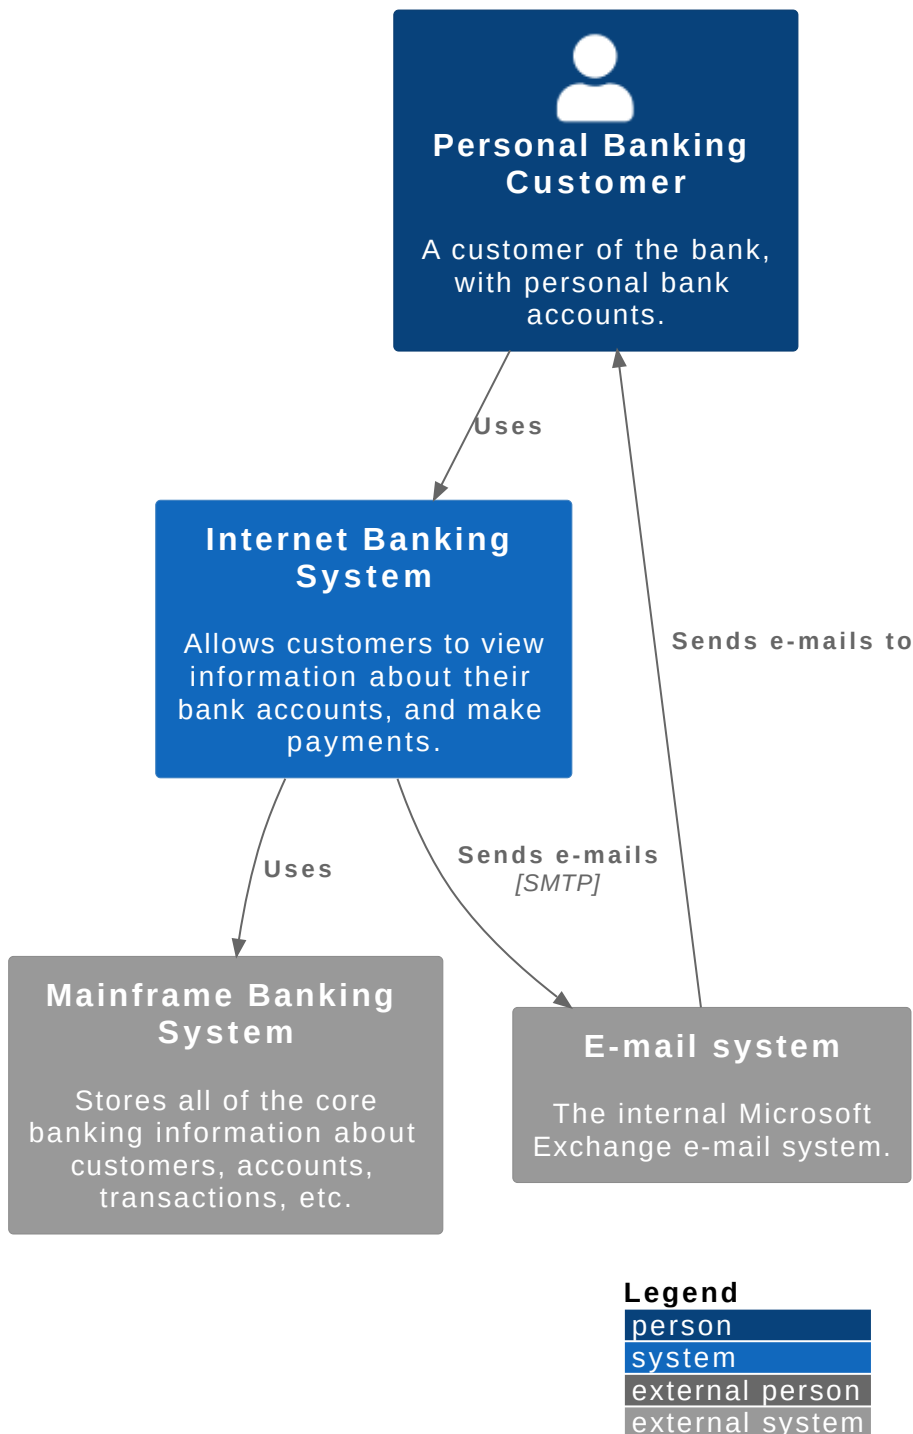 Personal Banking
Customer
A customer of the bank,
with personal bank
accounts.
Uses
Internet Banking
System
Allows customers to view
information about their
bank accounts, and make
payments.
Sends e-mails to
Uses
Sends e-mails
[SMTP]
Mainframe Banking
System
Stores all of the core
banking information about
customers, accounts,
transactions, etc.
E-mail system
The internal Microsoft
Exchange e-mail system.
Legend
person
system
external person
external system